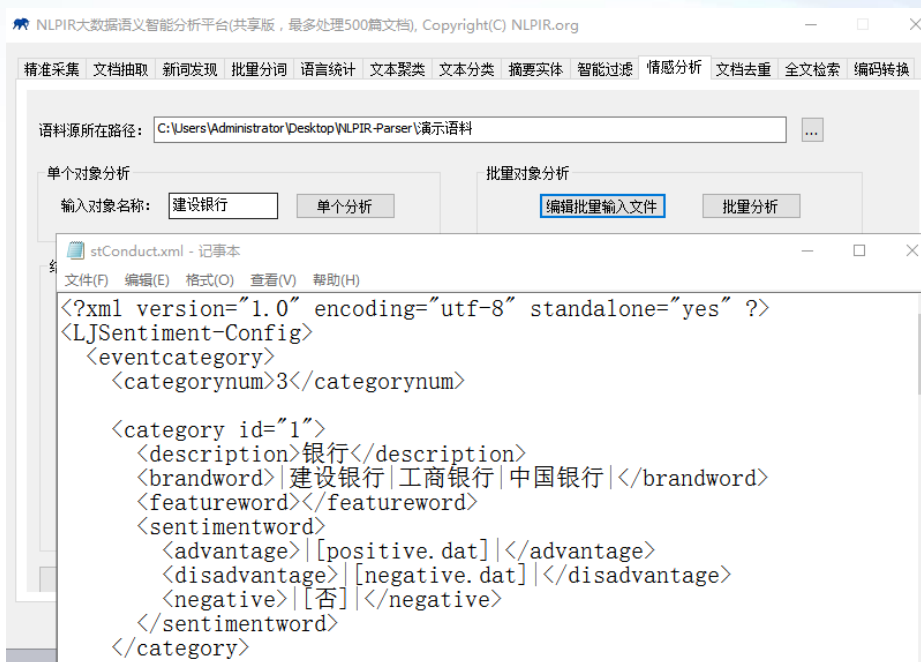 NLPIR大数据语义智能分析平台(共享版，最多处理500篇文档), Copyright(C) NLPIR.org
精准采集 文档抽取 新词发现 批量分词 语言统计 文本聚类 文本分类 摘要实体 智能过滤 情感分析 文档去重 全文检索 编码转换
语料源所在路径： C:\Users\Administrator\Desktop\NLPIR-Parser\演示语料 ...
单个对象分析 批量对象分析
输入对象名称： 建设银行 单个分析 编辑批量输入文件 批量分析
stConduct.xml - 记事本
文件(F) 编辑(E) 格式(O) 查看(V) 帮助(H)
<?xml version="1.0" encoding="utf-8" standalone="yes" ?>
<LJSentiment-Config>
<eventcategory>
<categorynum>3</categorynum>
<category id="1">
<description>银行</description>
<brandword>|建设银行|工商银行|中国银行|</brandword>
<featureword></featureword>
<sentimentword>
<advantage>|[positive.dat]|</advantage>
<disadvantage>|[negative.dat]|</disadvantage>
<negative>|[否]|</negative>
</sentimentword>
</category>